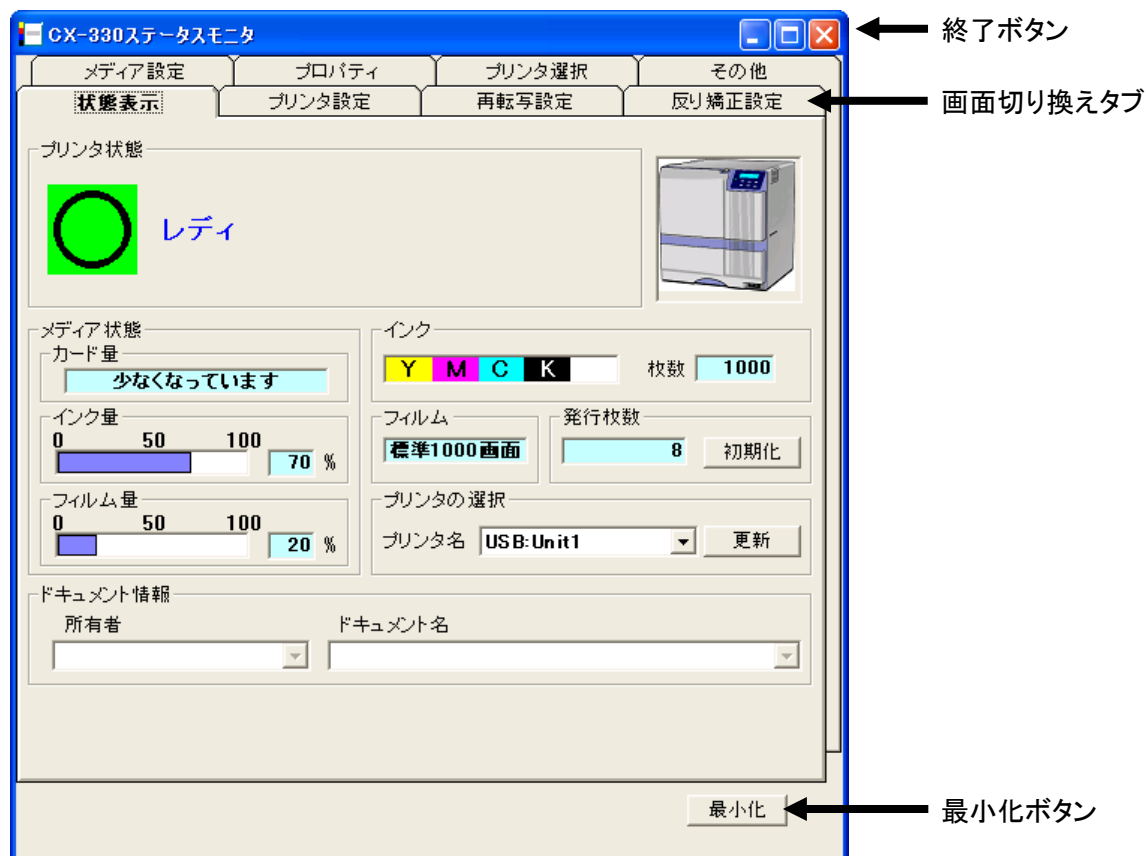 CX-330ステータスモニタ
終了ボタン
メディア設定 プロパティ プリンタ選択 その他
状態表示 プリンタ設定 再転写設定 反り矯正設定
画面切り換えタブ
プリンタ状態
レディ
メディア状態
カード量
少なくなっています
インク
Y M C K 枚数 1000
インク量
0 50 100
70 %
フィルム
標準1000画面
発行枚数
8 初期化
フィルム量
0 50 100
20 %
プリンタの選択
プリンタ名 USB:Unit1 更新
ドキュメント情報
所有者 ドキュメント名
最小化
最小化ボタン